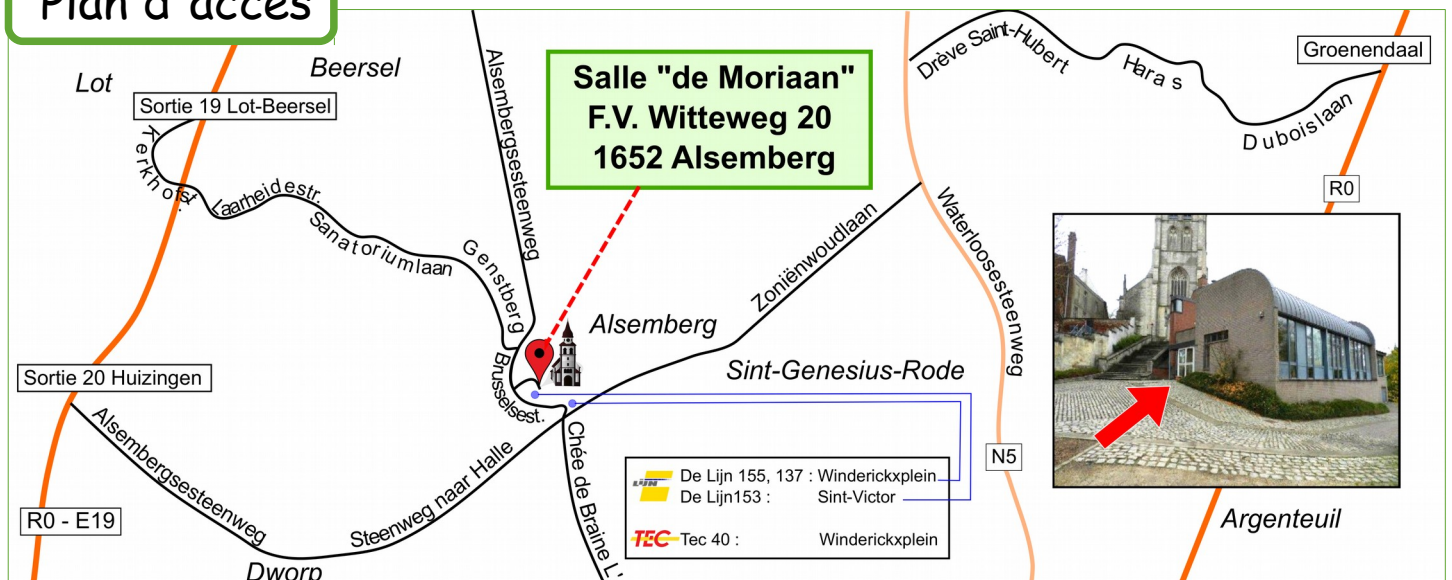 Plan d'accès
Lot
Beersel
Sortie 19 Lot-Beersel
Kerkhofst.
Laarheidestr.
Sanatoriumlaan
Genstberg
Alsembergsesteenweg
Salle "de Moriaan"
F.V. Witteweg 20
1652 Alsemberg
Drève Saint-Hubert
Haras
Duboislaan
Groenendaal
R0
Waterloosesteenweg
Zoniënwoudlaan
Alsemberg
Sint-Genesius-Rode
Brusselsest.
Sortie 20 Huizingen
Alsembergsesteenweg
Steenweg naar Halle
Chée de Braine L'
N5
R0 - E19
Dworp
LIJN
De Lijn 155, 137 : Winderickxplein
De Lijn153 : Sint-Victor
TEC
Tec 40 : Winderickxplein
Argenteuil